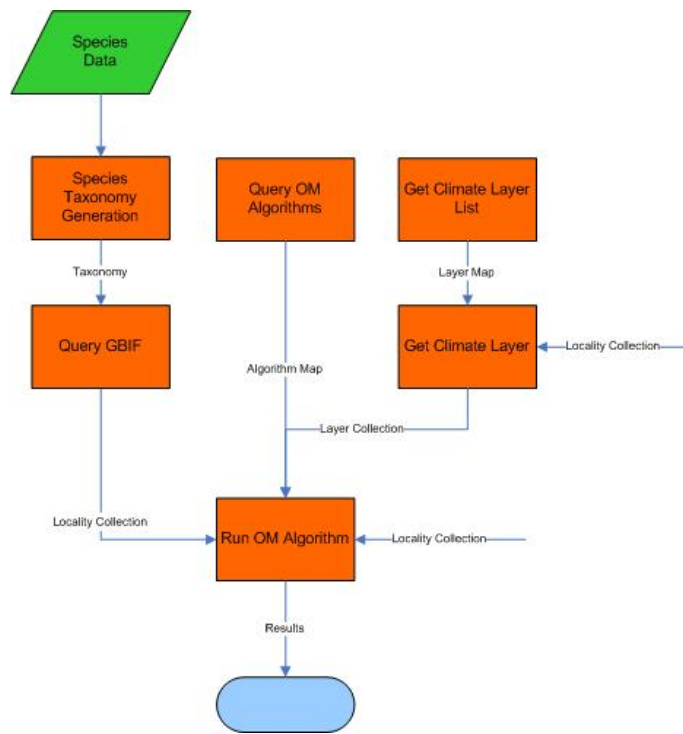 Species
Data
Species
Taxonomy
Generation
Query OM
Algorithms
Get Climate Layer
List
Taxonomy
Layer Map
Query GBIF
Get Climate Layer
Locality Collection
Algorithm Map
Layer Collection
Locality Collection
Run OM Algorithm
Locality Collection
Results